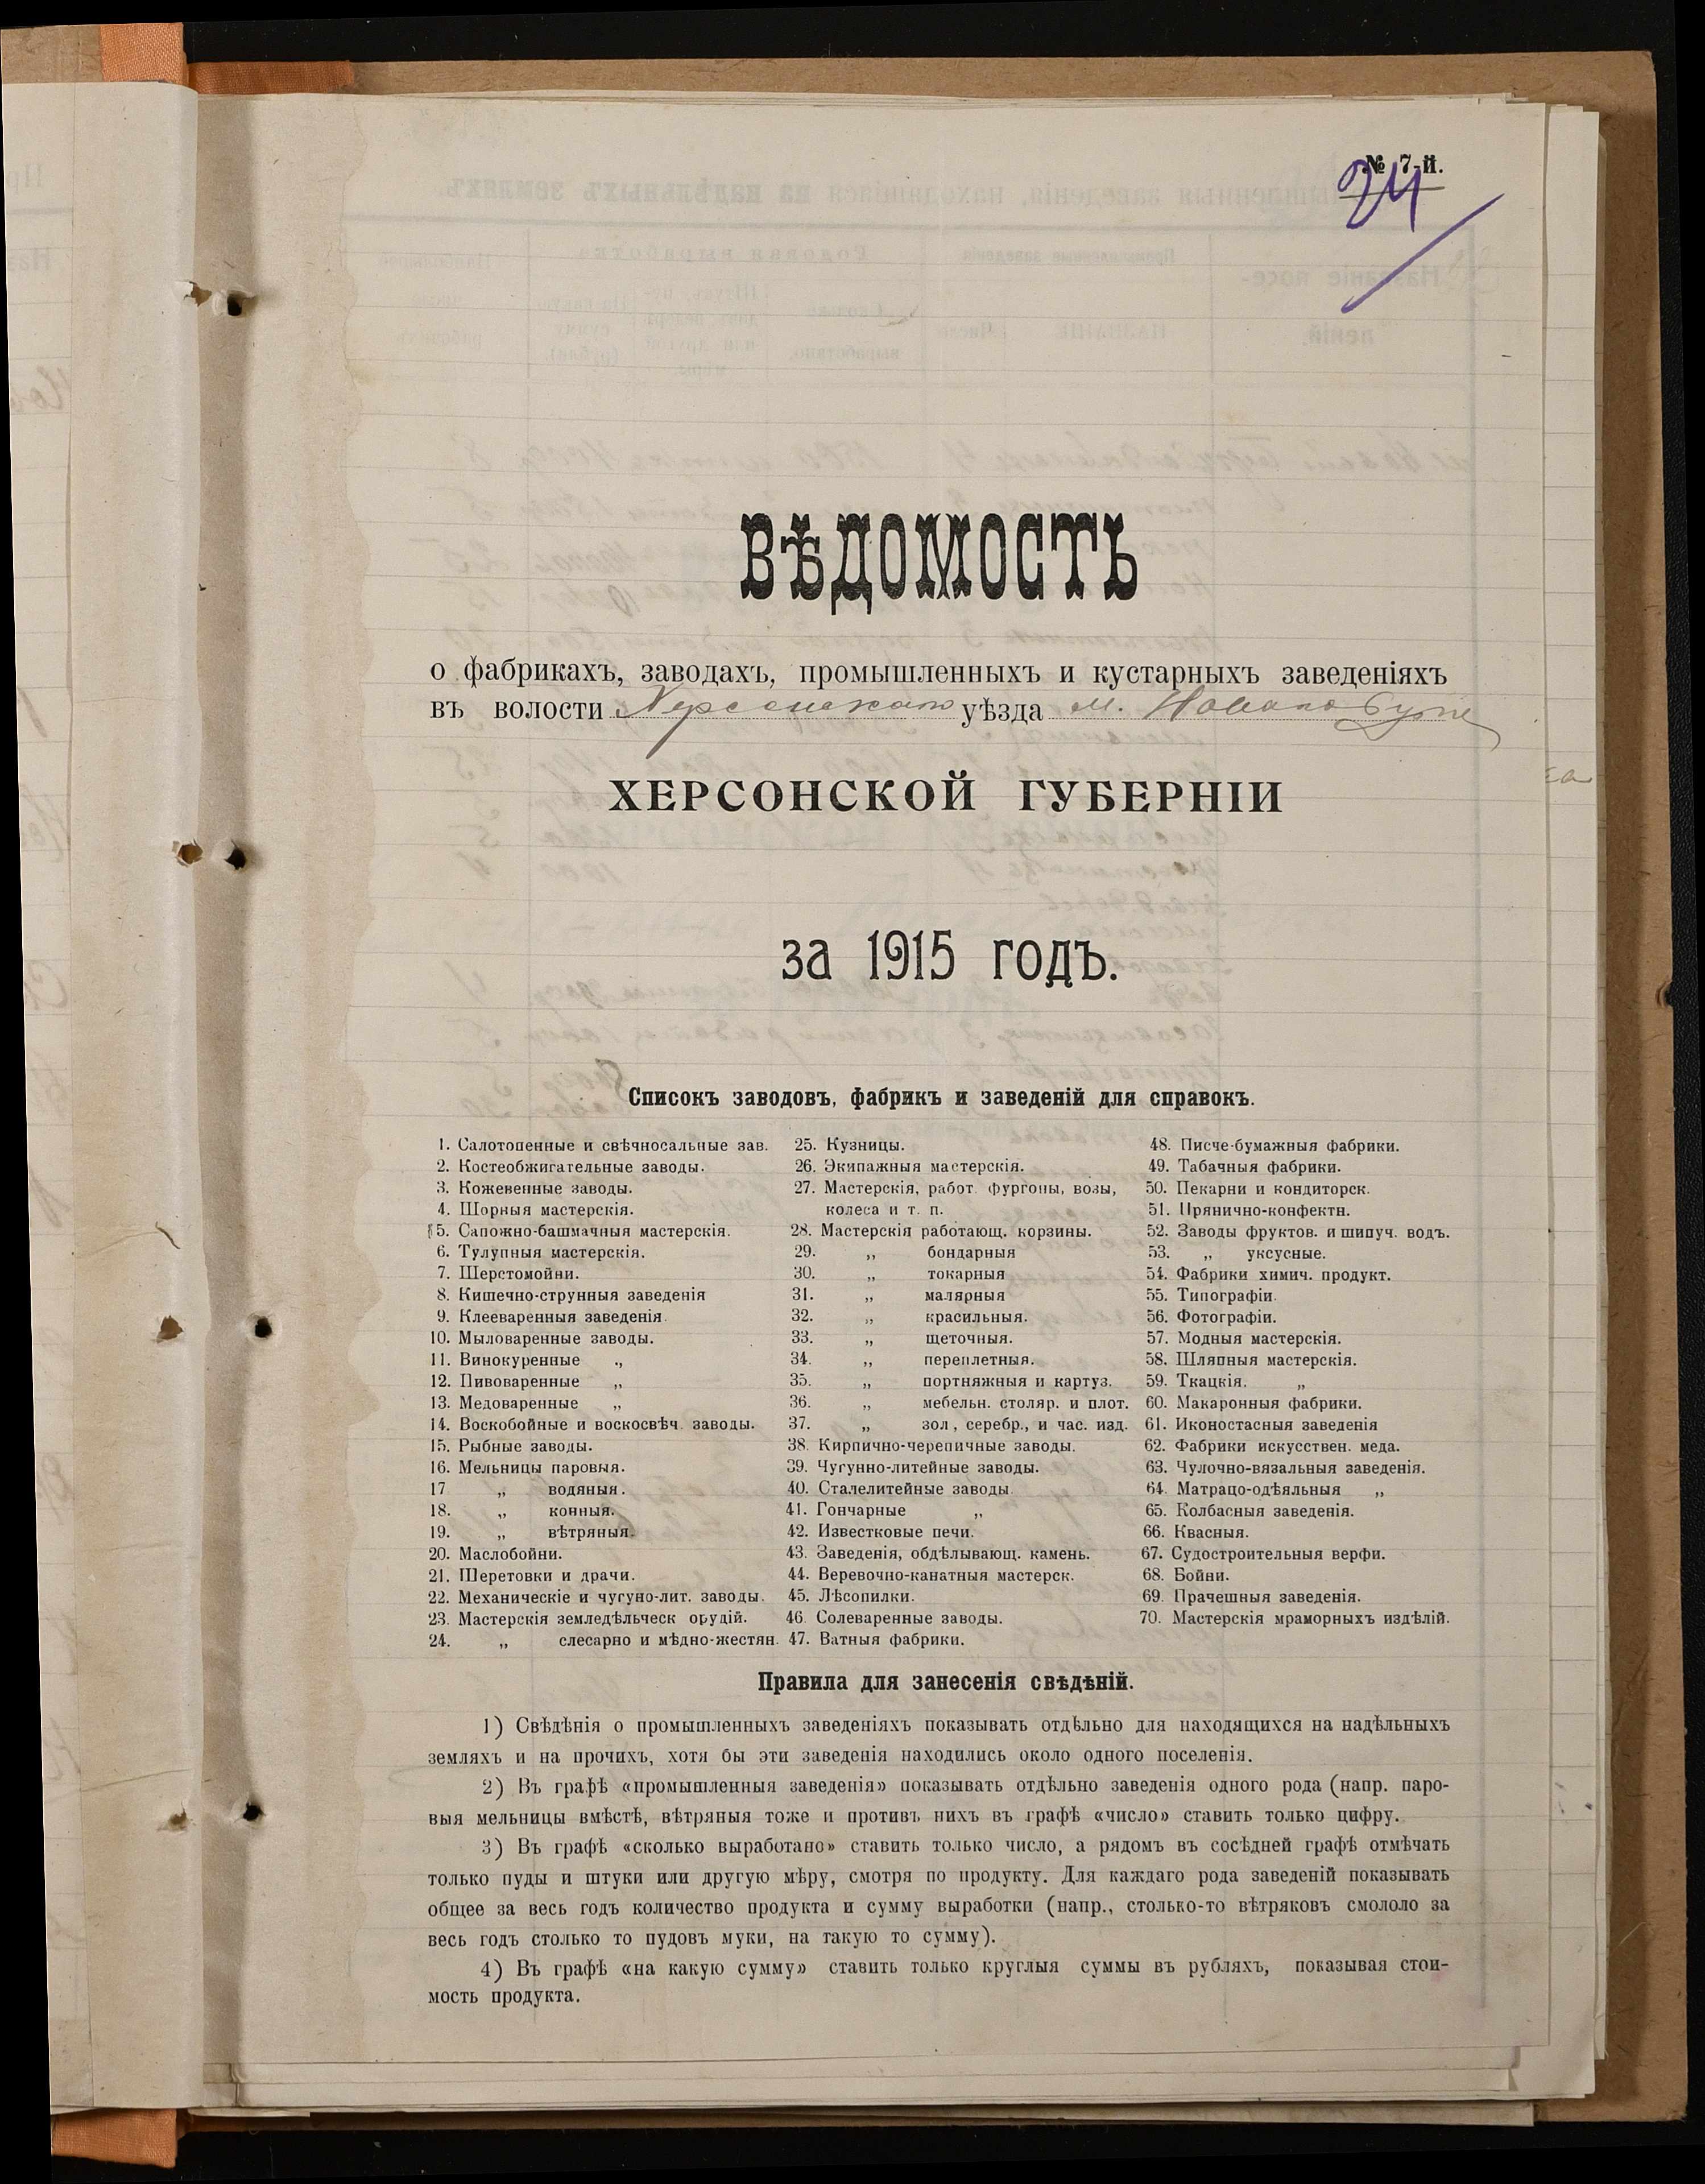 № 7-й.
24
ВѢДОМОСТЬ
о фабрикахъ, заводахъ, промышленныхъ и кустарныхъ заведеніяхъ
въ волости Херсонскаго уѣзда м. Новаго Буга
ХЕРСОНСКОЙ ГУБЕРНІИ
за 1915 годъ.
Списокъ заводовъ, фабрикъ и заведеній для справокъ.
1. Салотопенные и свѣчносальные зав.
2. Костеобжигательные заводы.
3. Кожевенные заводы.
4. Шорныя мастерскія.
5. Сапожно-башмачныя мастерскія.
6. Тулупныя мастерскія.
7. Шерстомойни.
8. Кишечно-струнныя заведенія
9. Клееваренныя заведенія.
10. Мыловаренные заводы.
11. Винокуренные „
12. Пивоваренные „
13. Медоваренные „
14. Воскобойные и воскосвѣч. заводы.
15. Рыбные заводы.
16. Мельницы паровыя.
17 „ водяныя.
18. „ конныя.
19. „ вѣтряныя.
20. Маслобойни.
21. Шеретовки и драчи.
22. Механическіе и чугуно-лит. заводы.
23. Мастерскія земледѣльческ орудій.
24. „ слесарно и мѣдно-жестян.
25. Кузницы.
26. Экипажныя мастерскія.
27. Мастерскія, работ. фургоны, возы,
колеса и т. п.
28. Мастерскія работающ. корзины.
29. „ бондарныя
30. „ токарныя
31. „ малярныя
32. „ красильныя.
33. „ щеточныя.
34. „ переплетныя.
35. „ портняжныя и картуз.
36. „ мебельн. столяр. и плот.
37. „ зол, серебр., и час. изд.
38. Кирпично-черепичные заводы.
39. Чугунно-литейные заводы.
40. Сталелитейные заводы
41. Гончарные „
42. Известковые печи.
43. Заведенія, обдѣлывающ. камень.
44. Веревочно-канатныя мастерск.
45. Лѣсопилки.
46. Солеваренные заводы.
47. Ватныя фабрики.
48. Писче-бумажныя фабрики.
49. Табачныя фабрики.
50. Пекарни и кондиторск.
51. Прянично-конфектн.
52. Заводы фруктов. и шипуч. водъ.
53. „ уксусные.
54. Фабрики химич. продукт.
55. Типографіи.
56. Фотографіи.
57. Модныя мастерскія.
58. Шляпныя мастерскія.
59. Ткацкія. „
60. Макаронныя фабрики.
61. Иконостасныя заведенія
62. Фабрики искусствен. меда.
63. Чулочно-вязальныя заведенія.
64. Матрацо-одѣяльныя „
65. Колбасныя заведенія.
66. Квасныя.
67. Судостроительныя верфи.
68. Бойни.
69. Прачешныя заведенія.
70. Мастерскія мраморныхъ издѣлій.
Правила для занесенія свѣдѣній.
1) Свѣдѣнія о промышленныхъ заведеніяхъ показывать отдѣльно для находящихся на надѣльныхъ
земляхъ и на прочихъ, хотя бы эти заведенія находились около одного поселенія.
2) Въ графѣ «промышленныя заведенія» показывать отдѣльно заведенія одного рода (напр. паро-
выя мельницы вмѣстѣ, вѣтряныя тоже и противъ нихъ въ графѣ «число» ставить только цифру.
3) Въ графѣ «сколько выработано» ставить только число, а рядомъ въ сосѣдней графѣ отмѣчать
только пуды и штуки или другую мѣру, смотря по продукту. Для каждаго рода заведеній показывать
общее за весь годъ количество продукта и сумму выработки (напр., столько-то вѣтряковъ смололо за
весь годъ столько то пудовъ муки, на такую то сумму).
4) Въ графѣ «на какую сумму» ставить только круглыя суммы въ рубляхъ, показывая стои-
мость продукта.